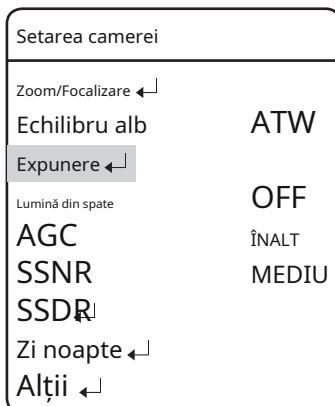 Setarea camerei
Zoom/Focalizare ↵
Echilibru alb ATW
Expunere ↵
Lumină din spate OFF
AGC ÎNALT
SSNR MEDIU
SSDR ↵
Zi noapte ↵
Alții ↵